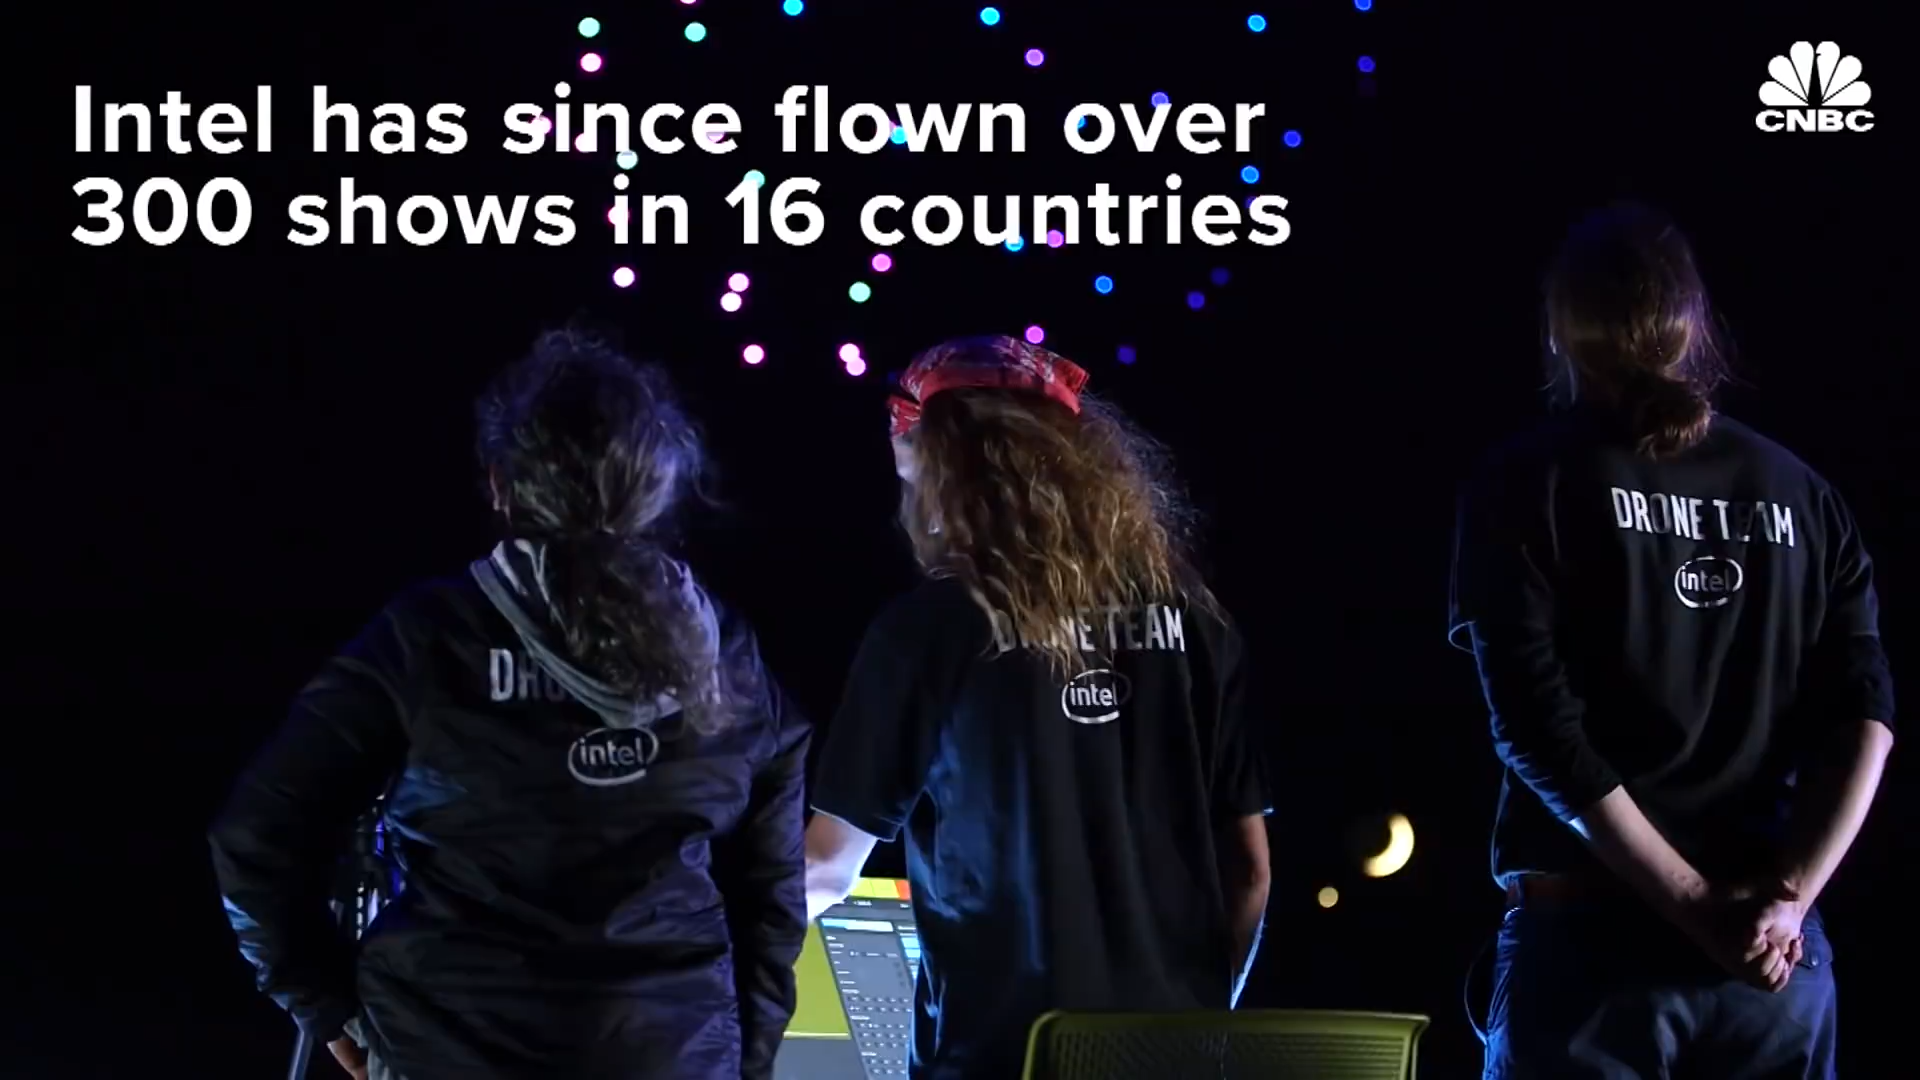 Intel has since flown over
300 shows in 16 countries
CNBC
DRONE TEAM
intel
DRONE TEAM
intel
intel